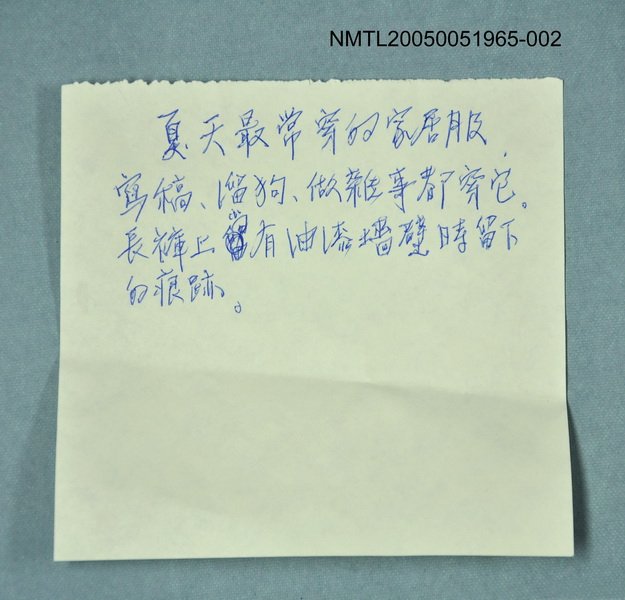 NMTL20050051965-002
夏天最常穿的家居服,
寫稿、溜狗、做雜事都穿它。
長褲上有油漆牆壁時留下
的痕跡。